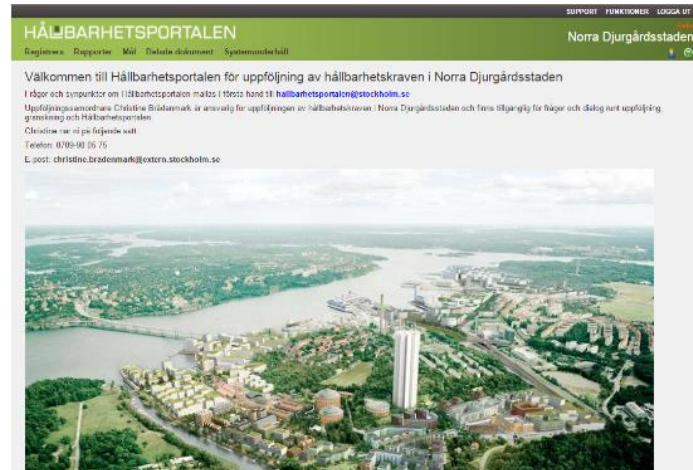 SUPPORT FUNKTIONER LOGGA UT
HÅLLBARHETSPORTALEN
Norra Djurgårdsstaden
Registrera Rapporter Mål Delade dokument Systemunderhåll
Välkommen till Hållbarhetsportalen för uppföljning av hållbarhetskraven i Norra Djurgårdsstaden
Frågor och synpunkter om Hållbarhetsportalen mailas i första hand till hallbarhetsportalen@stockholm.se
Uppföljningssamordnare Christine Brådenmark är ansvarig för uppföljningen av hållbarhetskraven i Norra Djurgårdsstaden och finns tillgänglig för frågor och dialog runt uppföljning,
granskning och Hållbarhetsportalen
Christine når ni på följande sätt
Telefon: 0709-90 05 75
E-post: christine.bradenmark@extern.stockholm.se